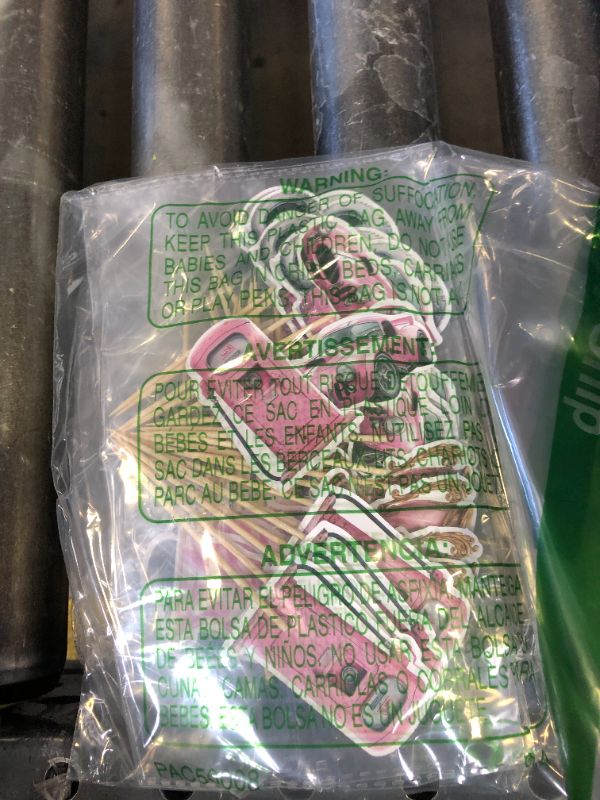 WARNING:
TO AVOID DANGER OF SUFFOCATION,
KEEP THIS PLASTIC BAG AWAY FROM
BABIES AND CHILDREN. DO NOT USE
THIS BAG IN CRIBS, BEDS, CARRIAGES
OR PLAY PENS. THIS BAG IS NOT A
AVERTISSEMENT:
POUR EVITER TOUT RISQUE D'ETOUFFEME
GARDEZ CE SAC EN PLASTIQUE LOIN
BEBES ET LES ENFANTS. N'UTILISEZ PAS
SAC DANS LES BERCEAUX, LITS, CHARIOTS
PARC AU BEBE. CE SAC N'EST PAS UN JOUET
ADVERTENCIA:
PARA EVITAR EL PELIGRO DE ASFIXIA, MANTEGA
ESTA BOLSA DE PLASTICO FUERA DEL ALCANCE
DE BEBES Y NIÑOS. NO USAR ESTA BOLSA
CUNAS, CAMAS, CARRIOLAS O CORRALES PARA
BEBES. ESTA BOLSA NO ES UN JUGUETE
PAC56008